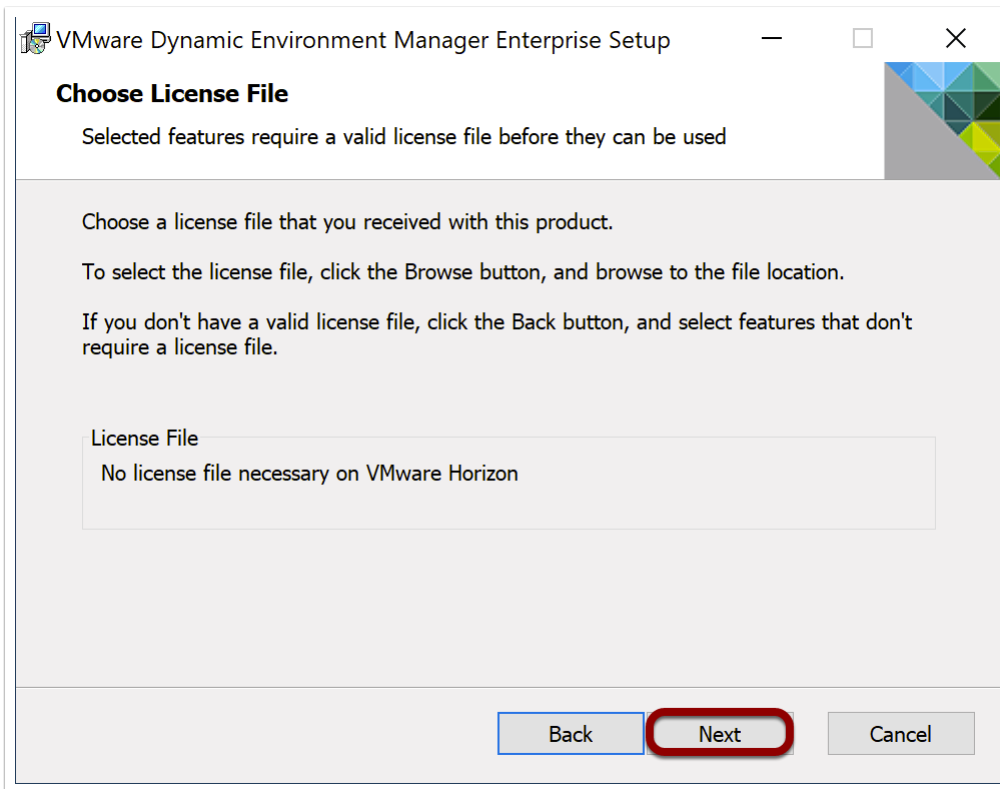 VMware Dynamic Environment Manager Enterprise Setup
Choose License File
Selected features require a valid license file before they can be used
Choose a license file that you received with this product.
To select the license file, click the Browse button, and browse to the file location.
If you don't have a valid license file, click the Back button, and select features that don't
require a license file.
License File
No license file necessary on VMware Horizon
Back Next Cancel